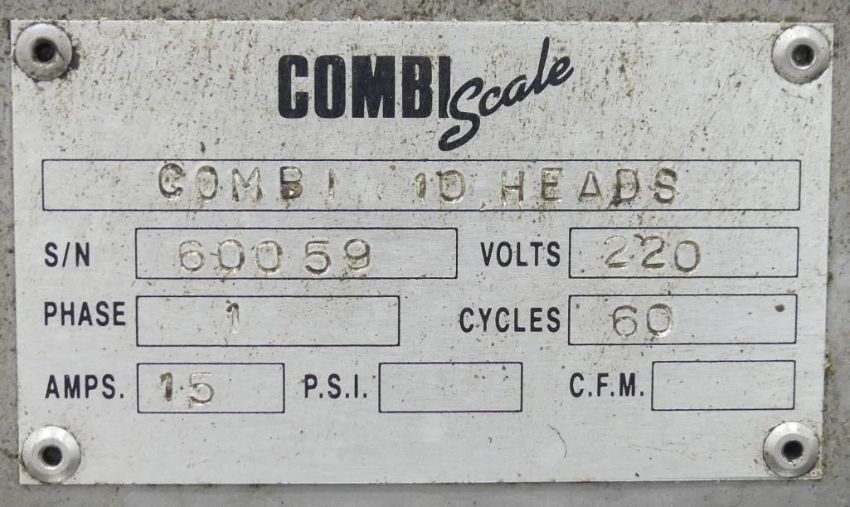 COMBI Scale
COMBI 10 HEADS
S/N 60059 VOLTS 220
PHASE 1 CYCLES 60
AMPS. 15 P.S.I. C.F.M.